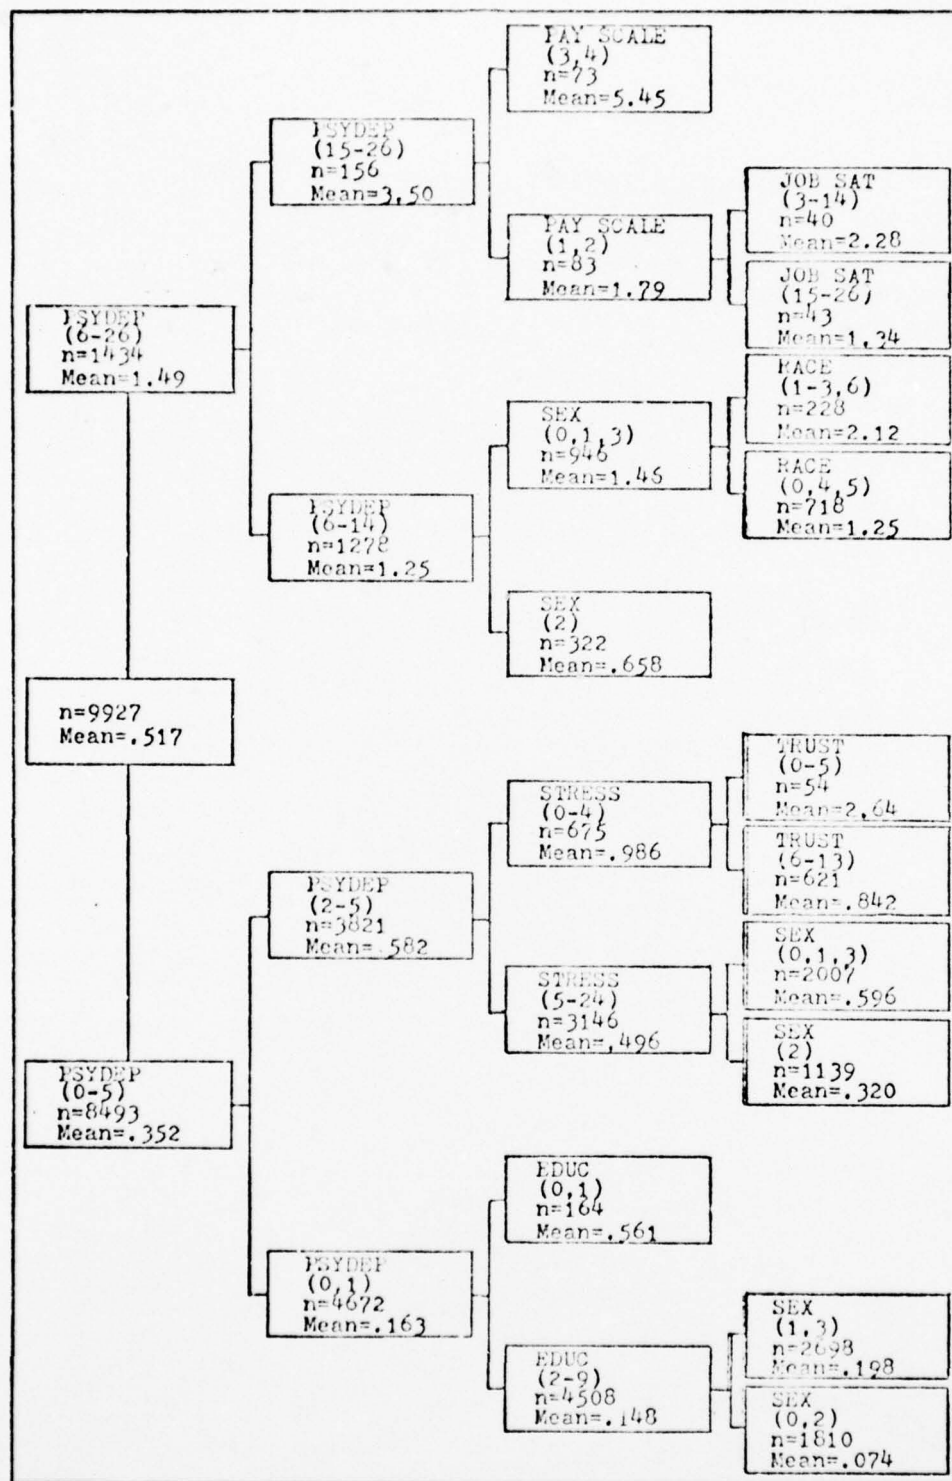 PAY SCALE
(3,4)
n=73
Mean=5.45
PSYDEP
(15-26)
n=156
Mean=3.50
JOB SAT
(3-14)
n=40
Mean=2.28
PAY SCALE
(1,2)
n=83
Mean=1.79
JOB SAT
(15-26)
n=43
Mean=1.34
PSYDEP
(6-26)
n=1434
Mean=1.49
RACE
(1-3,6)
n=228
Mean=2.12
SEX
(0,1,3)
n=946
Mean=1.46
RACE
(0,4,5)
n=718
Mean=1.25
PSYDEP
(6-14)
n=1278
Mean=1.25
SEX
(2)
n=322
Mean=.658
n=9927
Mean=.517
TRUST
(0-5)
n=54
Mean=2.64
STRESS
(0-4)
n=675
Mean=.986
TRUST
(6-13)
n=621
Mean=.842
PSYDEP
(2-5)
n=3821
Mean=.582
SEX
(0,1,3)
n=2007
Mean=.596
STRESS
(5-24)
n=3146
Mean=.496
SEX
(2)
n=1139
Mean=.320
PSYDEP
(0-5)
n=8493
Mean=.352
EDUC
(0,1)
n=164
Mean=.561
PSYDEP
(0,1)
n=4672
Mean=.163
SEX
(1,3)
n=2698
Mean=.198
EDUC
(2-9)
n=4508
Mean=.148
SEX
(0,2)
n=1810
Mean=.074